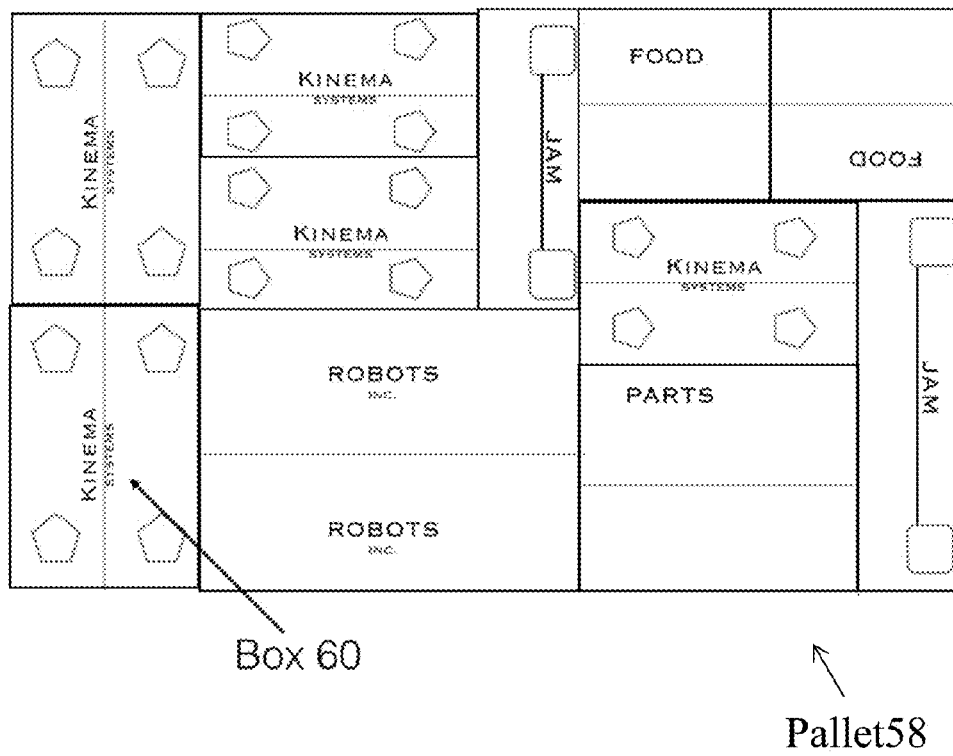 KINEMA
SYSTEMS
KINEMA
SYSTEMS
JAM
FOOD
FOOD
KINEMA
SYSTEMS
KINEMA
SYSTEMS
JAM
KINEMA
SYSTEMS
ROBOTS
INC.
PARTS
ROBOTS
INC.
Box 60
Pallet58